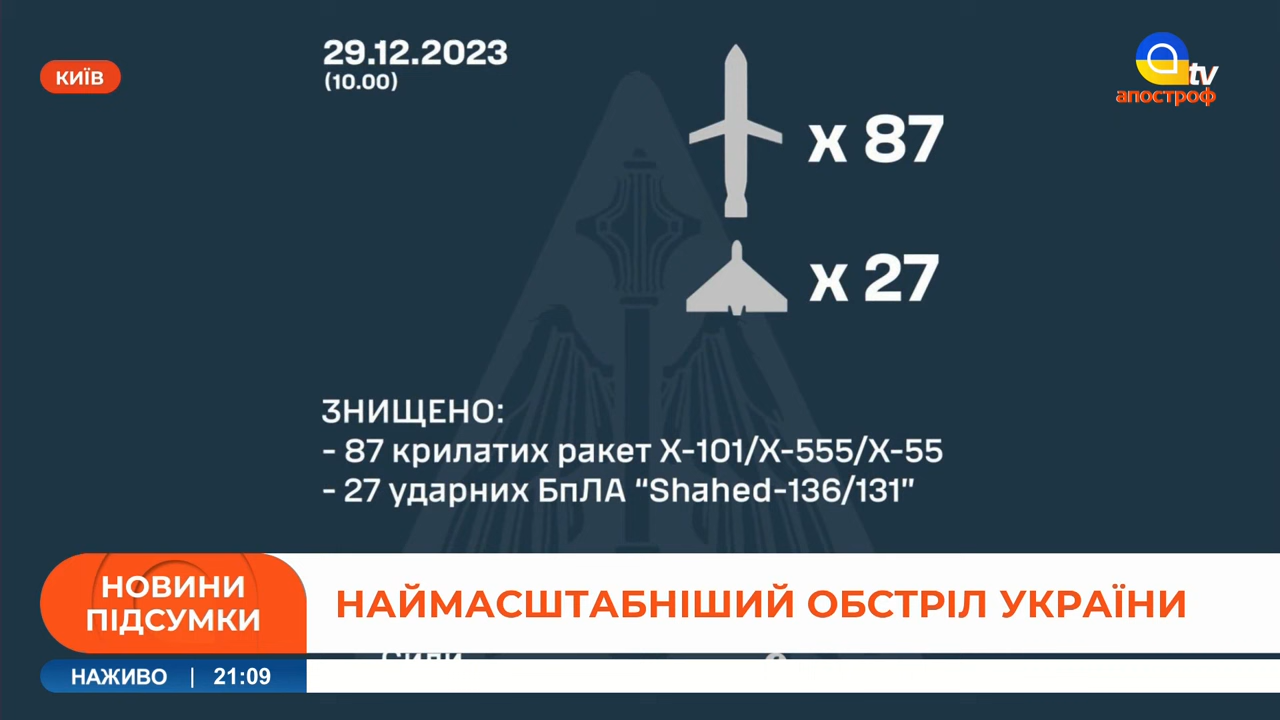 29.12.2023
(10.00)
КИЇВ
tv
апостроф
х 87
х 27
ЗНИЩЕНО:
- 87 крилатих ракет Х-101/Х-555/Х-55
- 27 ударних БпЛА “Shahed-136/131”
НОВИНИ
ПІДСУМКИ
НАЙМАСШТАБНІШИЙ ОБСТРІЛ УКРАЇНИ
НАЖИВО | 21:09